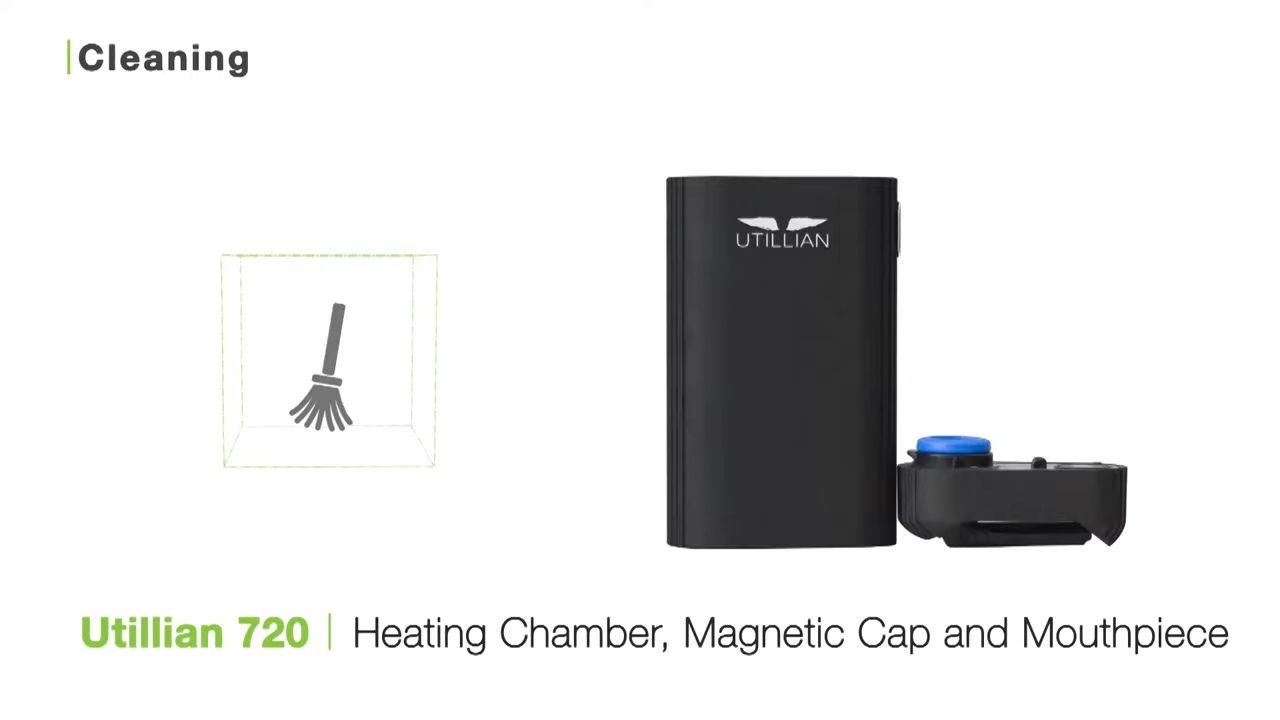 Cleaning
UTILLIAN
Utillian 720 | Heating Chamber, Magnetic Cap and Mouthpiece